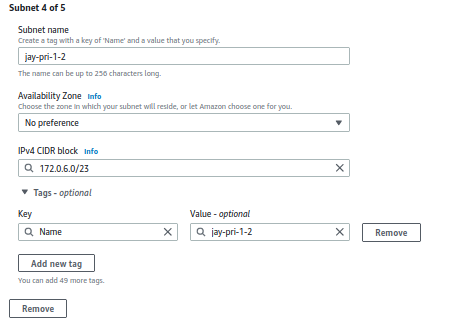 Subnet 4 of 5
Subnet name
Create a tag with a key of 'Name' and a value that you specify.
jay-pri-1-2
The name can be up to 256 characters long.
Availability Zone Info
Choose the zone in which your subnet will reside, or let Amazon choose one for you.
No preference
IPv4 CIDR block Info
172.0.6.0/23
Tags - optional
Key Value - optional
Name jay-pri-1-2 Remove
Add new tag
You can add 49 more tags.
Remove